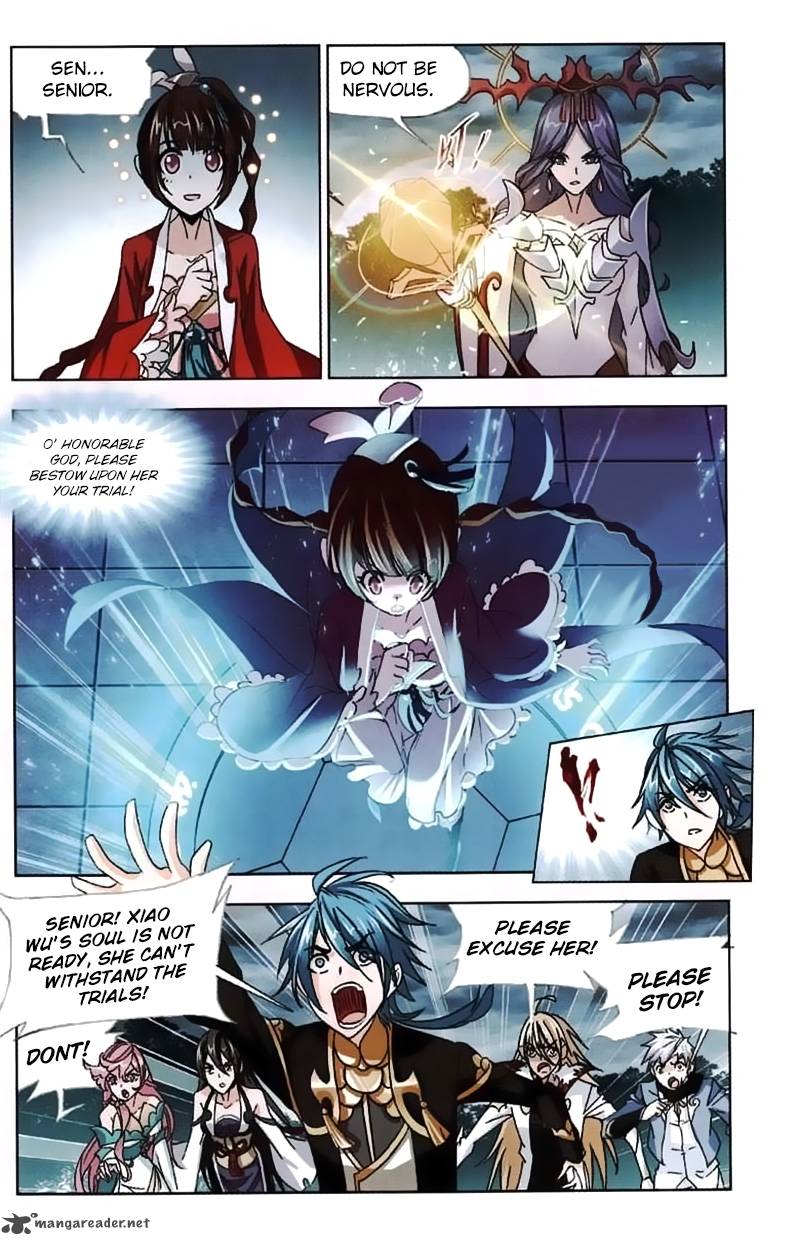 SEN...
SENIOR.
DO NOT BE
NERVOUS.
叮!
O' HONORABLE
GOD, PLEASE
BESTOW UPON HER
YOUR TRIAL!
SENIOR! XIAO
WU'S SOUL IS NOT
READY, SHE CAN'T
WITHSTAND THE
TRIALS!
PLEASE
EXCUSE HER!
PLEASE
STOP!
DONT!
mangareader.net